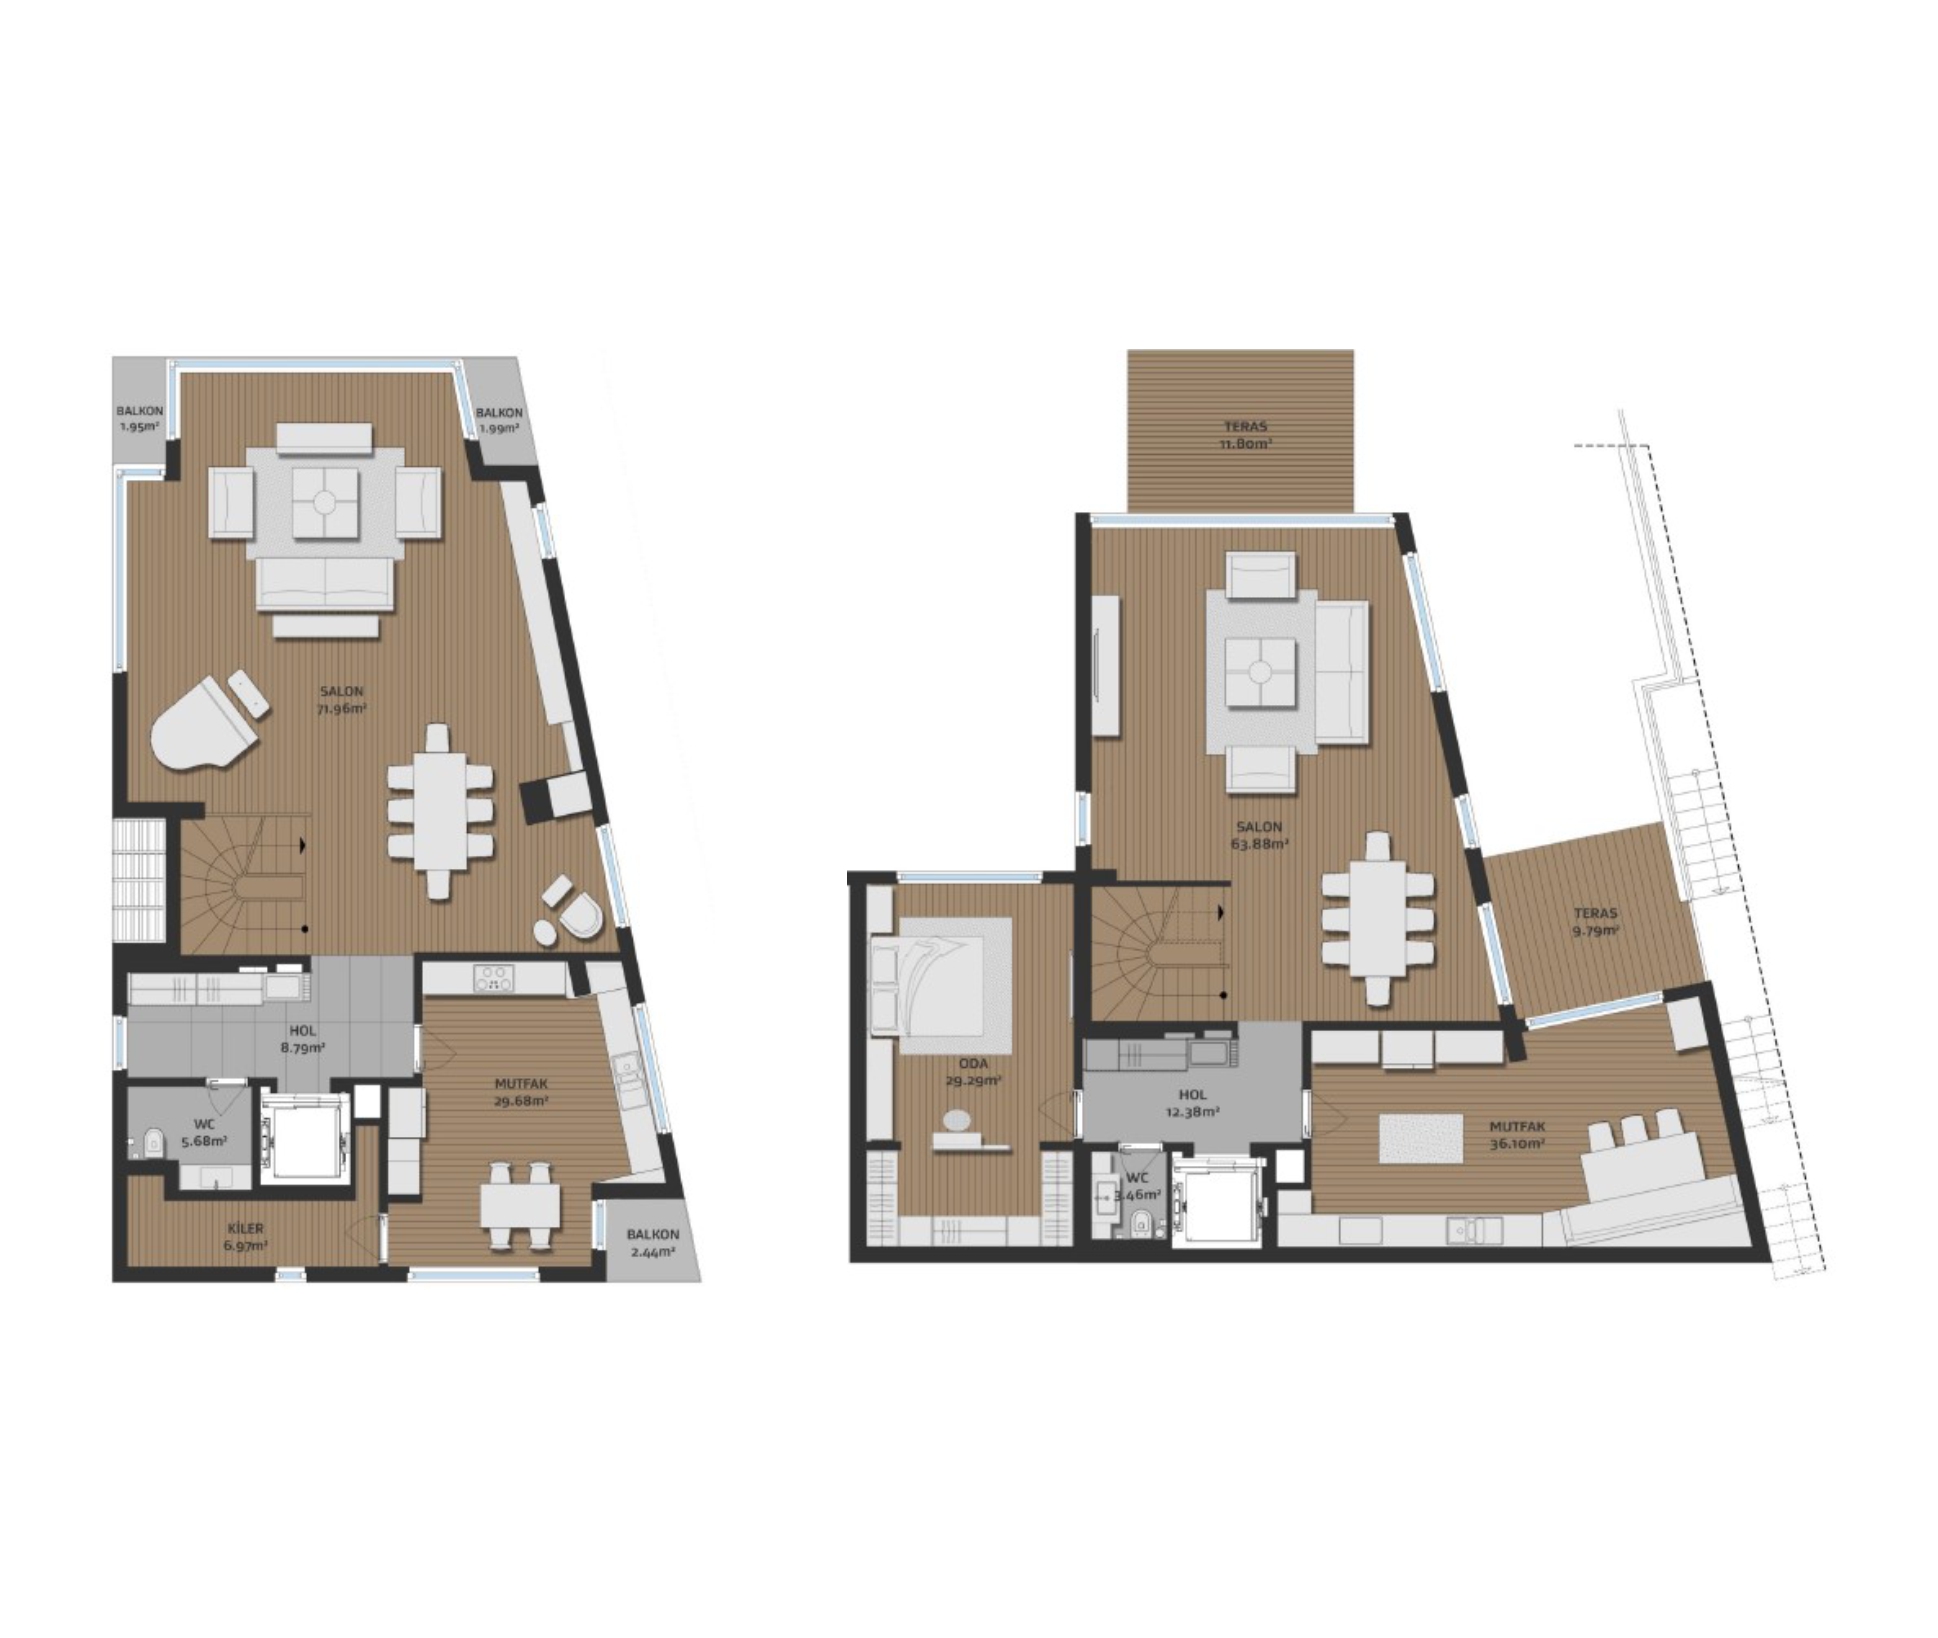 BALKON
1.95m²
BALKON
1.99m²
SALON
71.96m²
HOL
8.79m²
MUTFAK
29.68m²
WC
5.68m²
KİLER
6.97m²
BALKON
2.44m²
TERAS
11.80m²
SALON
63.88m²
TERAS
9.79m²
ODA
29.29m²
HOL
12.38m²
MUTFAK
36.10m²
WC
3.46m²